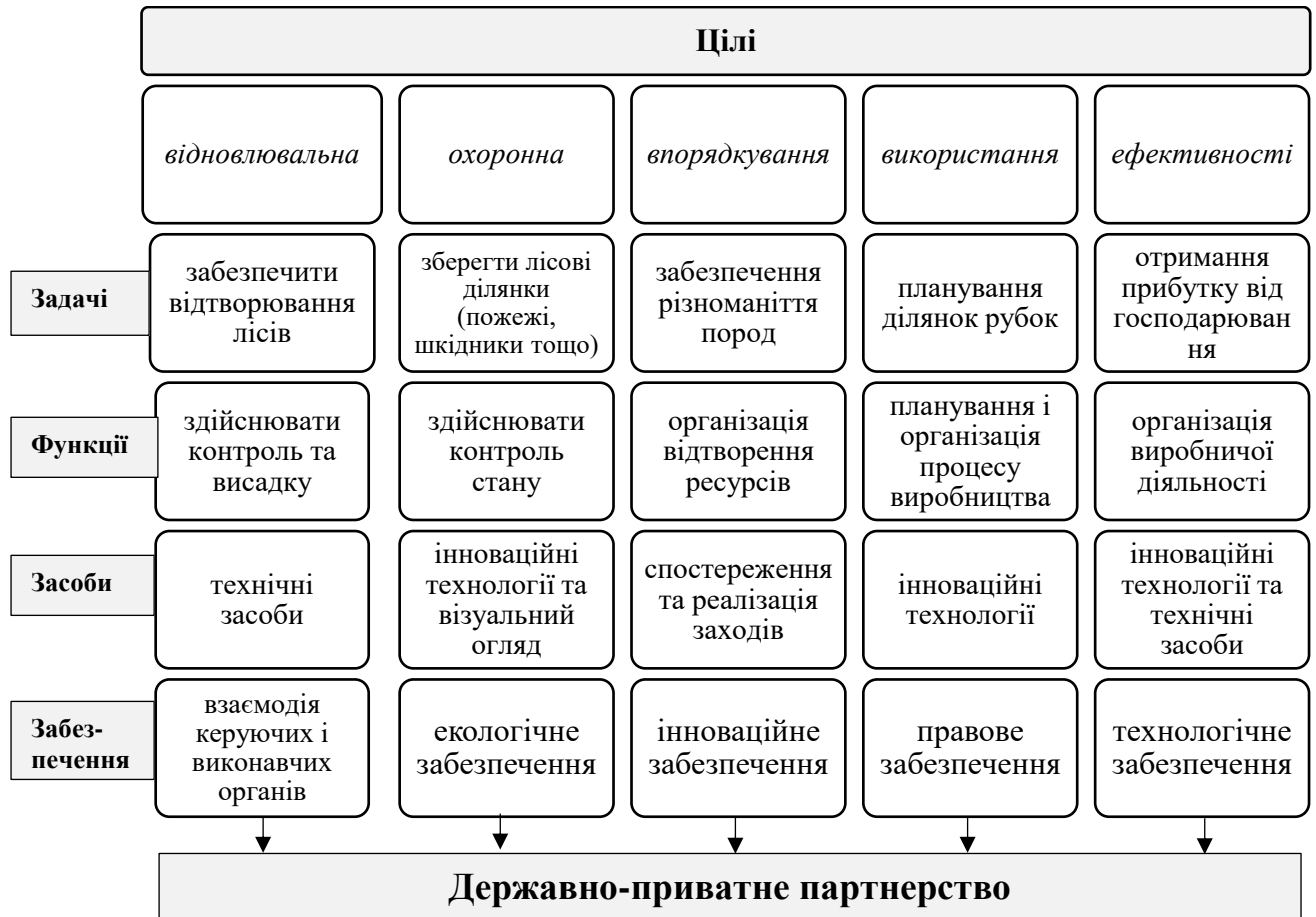 Цілі
відновлювальна
охоронна
впорядкування
використання
ефективності
Задачі
забезпечити
відтворювання
лісів
зберегти лісові
ділянки
(пожежі,
шкідники тощо)
забезпечення
різноманіття
пород
планування
ділянок рубок
отримання
прибутку від
господарюван
ня
Функції
здійснювати
контроль та
висадку
здійснювати
контроль
стану
організація
відтворення
ресурсів
планування і
організація
процесу
виробництва
організація
виробничої
діяльності
Засоби
технічні
засоби
інноваційні
технології та
візуальний
огляд
спостереження
та реалізація
заходів
інноваційні
технології
інноваційні
технології та
технічні
засоби
Забез-
печення
взаємодія
керуючих і
виконавчих
органів
екологічне
забезпечення
інноваційне
забезпечення
правове
забезпечення
технологічне
забезпечення
Державно-приватне партнерство